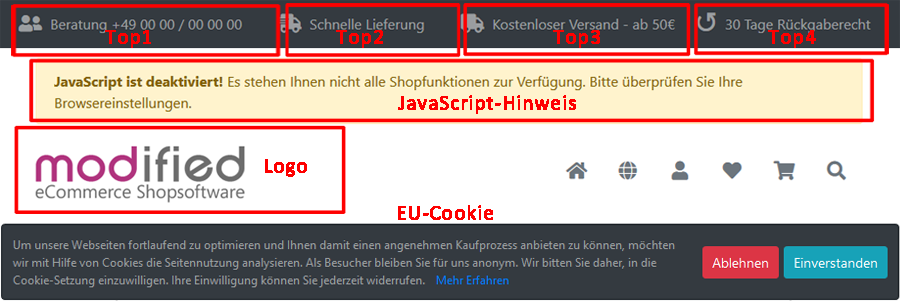 Beratung +49 00 00 / 00 00 00
Top1
Schnelle Lieferung
Top2
Kostenloser Versand - ab 50€
Top3
30 Tage Rückgaberecht
Top4
JavaScript ist deaktiviert! Es stehen Ihnen nicht alle Shopfunktionen zur Verfügung. Bitte überprüfen Sie Ihre
Browsereinstellungen.
JavaScript-Hinweis
modified
eCommerce Shopsoftware
Logo
EU-Cookie
Um unsere Webseiten fortlaufend zu optimieren und Ihnen damit einen angenehmen Kaufprozess anbieten zu können, möchten
wir mit Hilfe von Cookies die Seitennutzung analysieren. Als Besucher bleiben Sie für uns anonym. Wir bitten Sie daher, in die
Cookie-Setzung einzuwilligen. Ihre Einwilligung können Sie jederzeit widerrufen. Mehr Erfahren
Ablehnen
Einverstanden